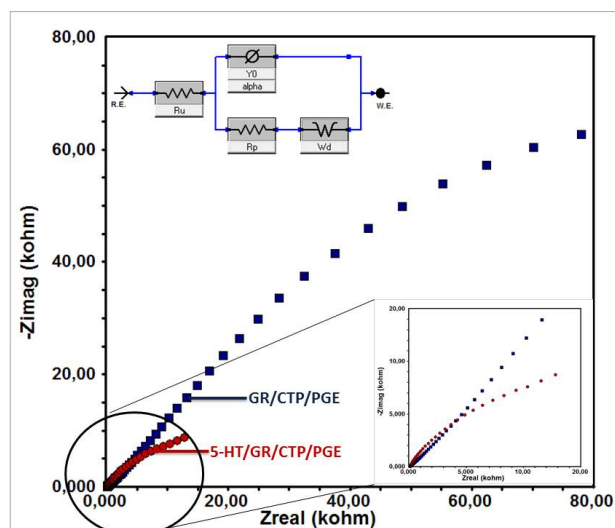 80,00
60,00
40,00
20,00
0,000
-Zimag (kohm)
R.E.
Ru
Y0
alpha
Rp
Wd
W.E.
GR/CTP/PGE
5-HT/GR/CTP/PGE
20,00
10,00
5,000
0,000
-Zimag (kohm)
0,000
5,000
10,00
20,00
Zreal (kohm)
0,000
20,00
40,00
60,00
80,00
Zreal (kohm)